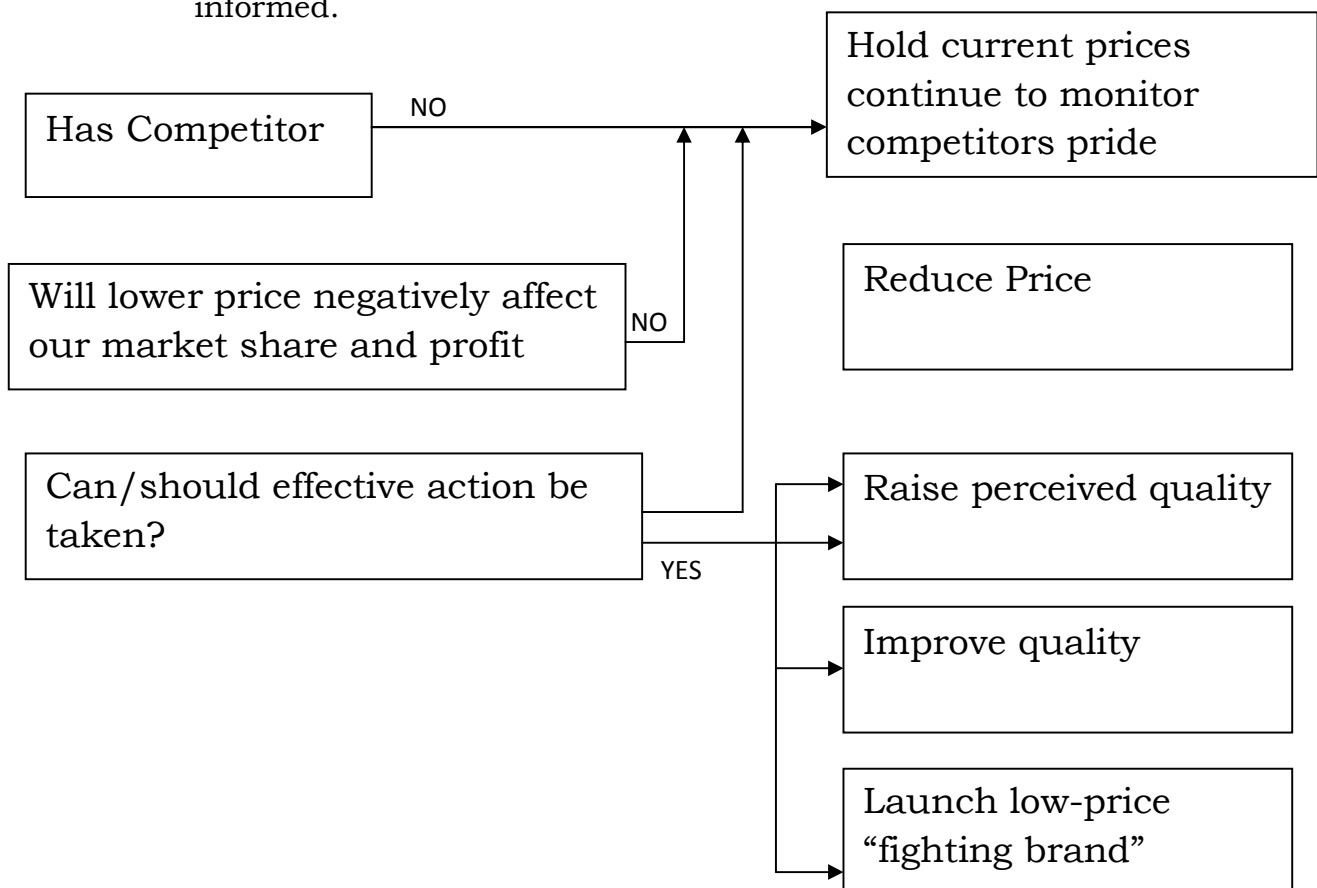 informed.
Has Competitor
NO
Hold current prices
continue to monitor
competitors pride
Will lower price negatively affect
our market share and profit
NO
Reduce Price
Can/should effective action be
taken?
YES
Raise perceived quality
Improve quality
Launch low-price
“fighting brand”